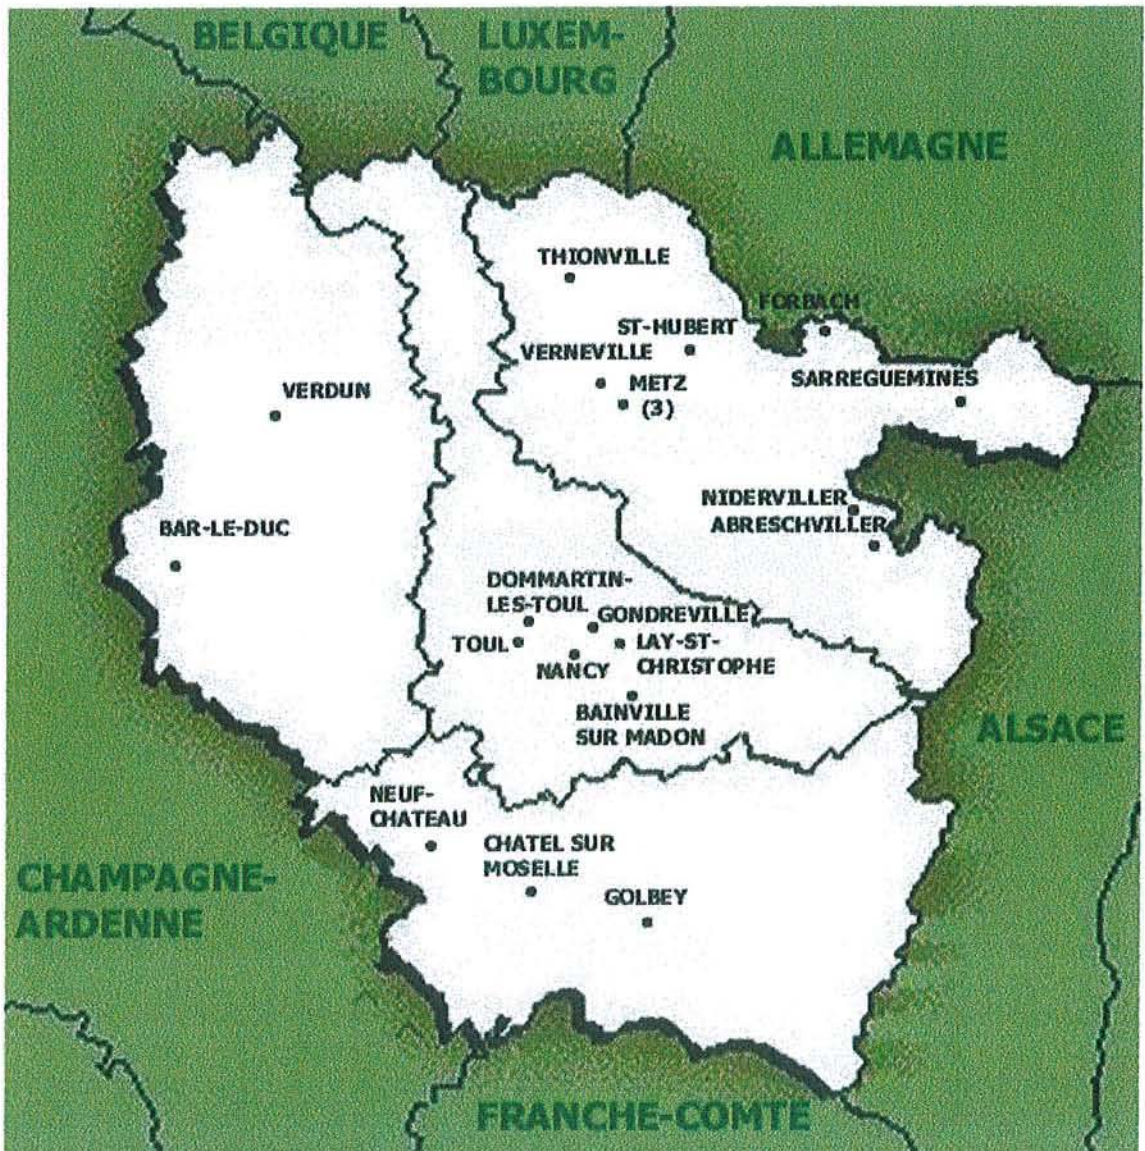 BELGIQUE
LUXEM-
BOURG
ALLEMAGNE
THIONVILLE
FORBACH
ST-HUBERT
VERNEVILLE
METZ
(3)
SARREGUEMINES
VERDUN
NIDERVILLER
ABRESCHVILLER
BAR-LE-DUC
DOMMARTIN-
LES-TOUL
GONDREVILLE
TOUL
LAY-ST-
CHRISTOPHE
NANCY
BAINVILLE
SUR MADON
ALSACE
NEUF-
CHATEAU
CHATEL SUR
MOSELLE
GOLBEY
CHAMPAGNE-
ARDENNE
FRANCHE-COMTE